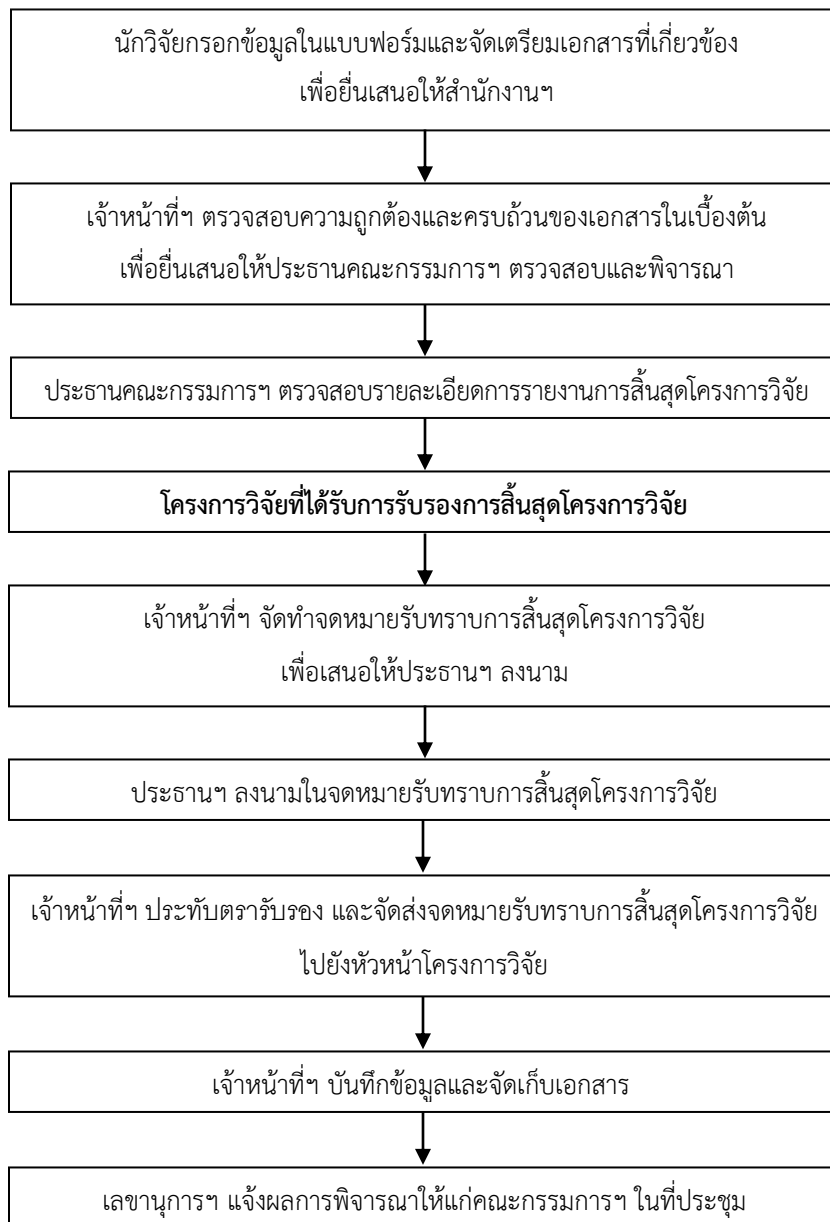 นักวิจัยกรอกข้อมูลในแบบฟอร์มและจัดเตรียมเอกสารที่เกี่ยวข้อง
เพื่อยื่นเสนอให้สำนักงานฯ
เจ้าหน้าที่ฯ ตรวจสอบความถูกต้องและครบถ้วนของเอกสารในเบื้องต้น
เพื่อยื่นเสนอให้ประธานคณะกรรมการฯ ตรวจสอบและพิจารณา
ประธานคณะกรรมการฯ ตรวจสอบรายละเอียดการรายงานการสิ้นสุดโครงการวิจัย
โครงการวิจัยที่ได้รับการรับรองการสิ้นสุดโครงการวิจัย
เจ้าหน้าที่ฯ จัดทำจดหมายรับทราบการสิ้นสุดโครงการวิจัย
เพื่อเสนอให้ประธานฯ ลงนาม
ประธานฯ ลงนามในจดหมายรับทราบการสิ้นสุดโครงการวิจัย
เจ้าหน้าที่ฯ ประทับตรารับรอง และจัดส่งจดหมายรับทราบการสิ้นสุดโครงการวิจัย
ไปยังหัวหน้าโครงการวิจัย
เจ้าหน้าที่ฯ บันทึกข้อมูลและจัดเก็บเอกสาร
เลขานุการฯ แจ้งผลการพิจารณาให้แก่คณะกรรมการฯ ในที่ประชุม